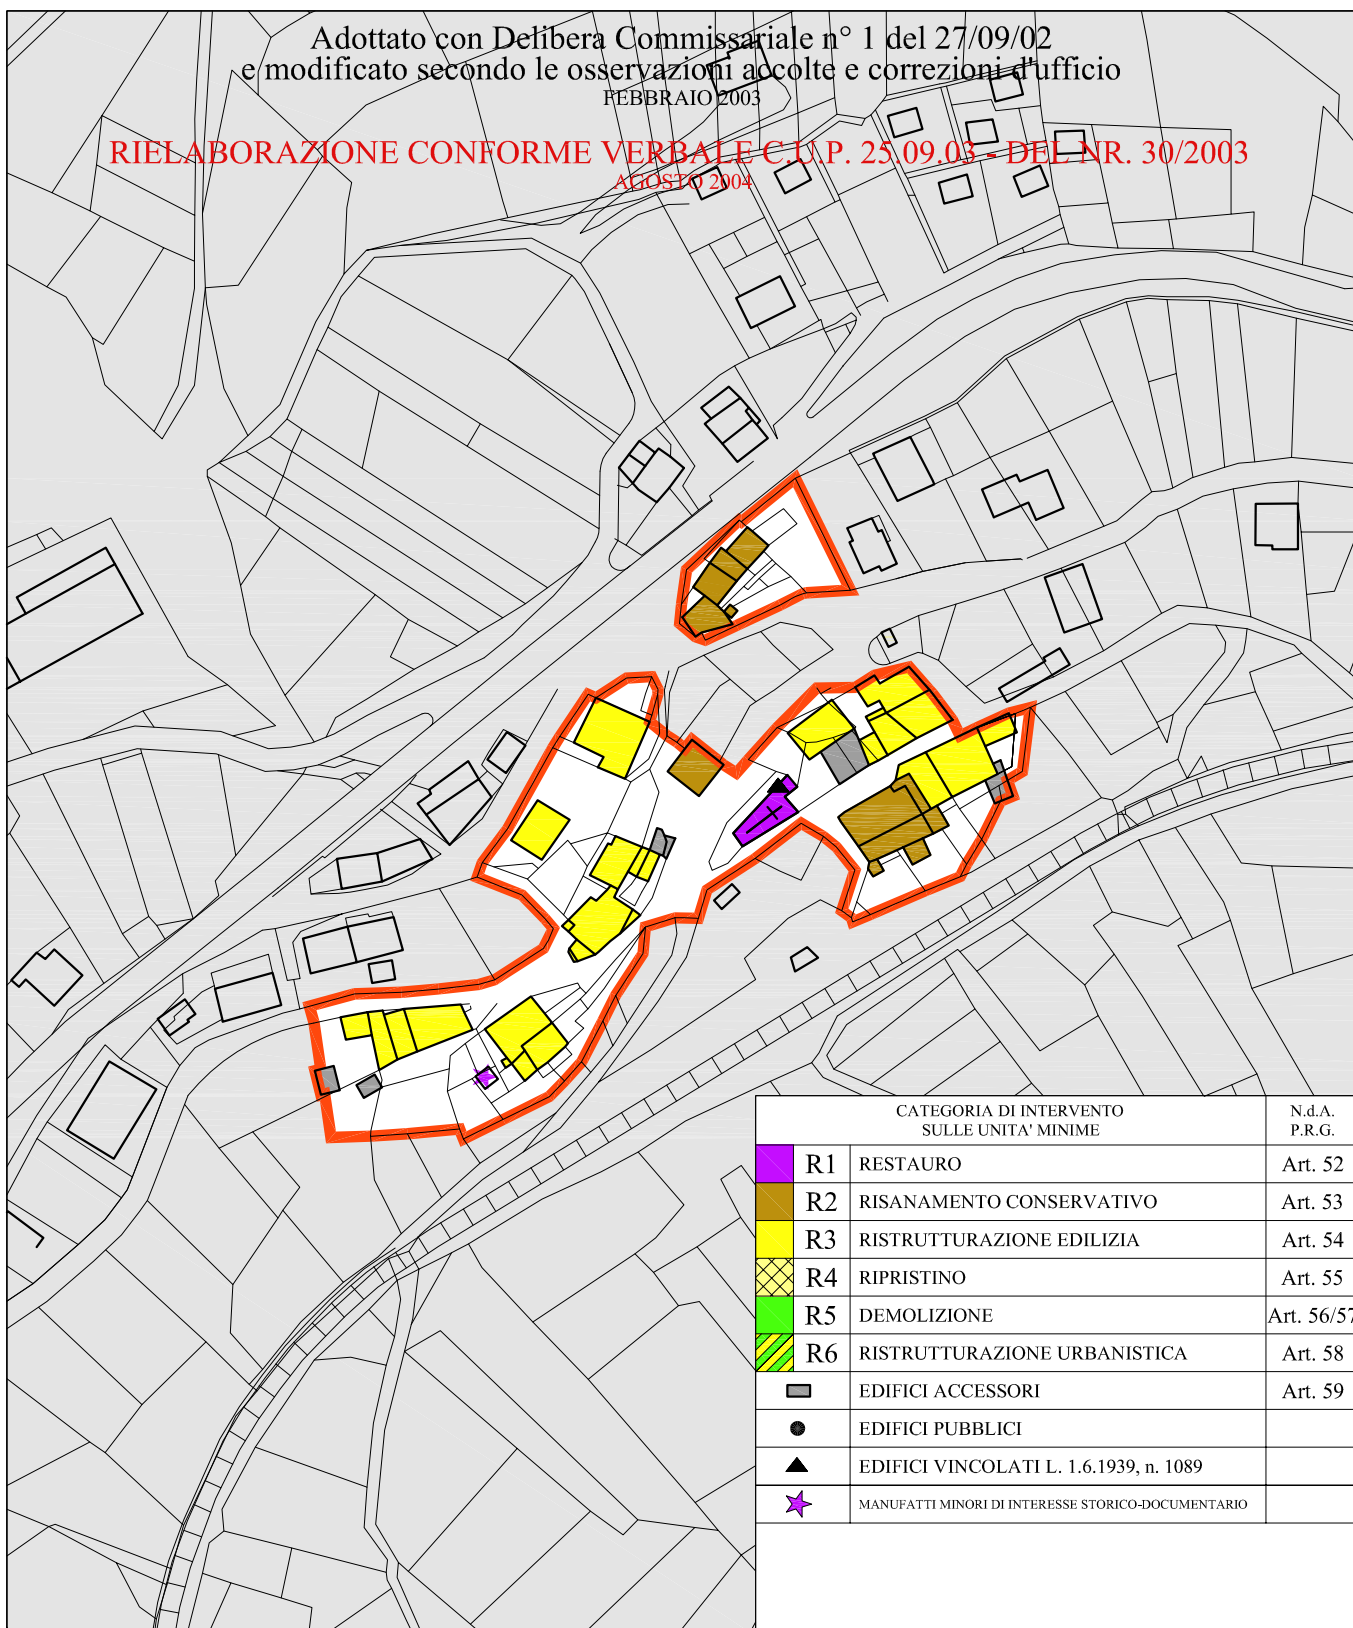 Adottato con Delibera Commissariale n° 1 del 27/09/02
e modificato secondo le osservazioni accolte e correzioni d'ufficio
FEBBRAIO 2003
RIELABORAZIONE CONFORME VERBALE C.U.P. 25.09.03 - DEL NR. 30/2003
AGOSTO 2004
CATEGORIA DI INTERVENTO
SULLE UNITA' MINIME
N.d.A.
P.R.G.
R1 RESTAURO Art. 52
R2 RISANAMENTO CONSERVATIVO Art. 53
R3 RISTRUTTURAZIONE EDILIZIA Art. 54
R4 RIPRISTINO Art. 55
R5 DEMOLIZIONE Art. 56/57
R6 RISTRUTTURAZIONE URBANISTICA Art. 58
EDIFICI ACCESSORI Art. 59
EDIFICI PUBBLICI
EDIFICI VINCOLATI L. 1.6.1939, n. 1089
MANUFATTI MINORI DI INTERESSE STORICO-DOCUMENTARIO